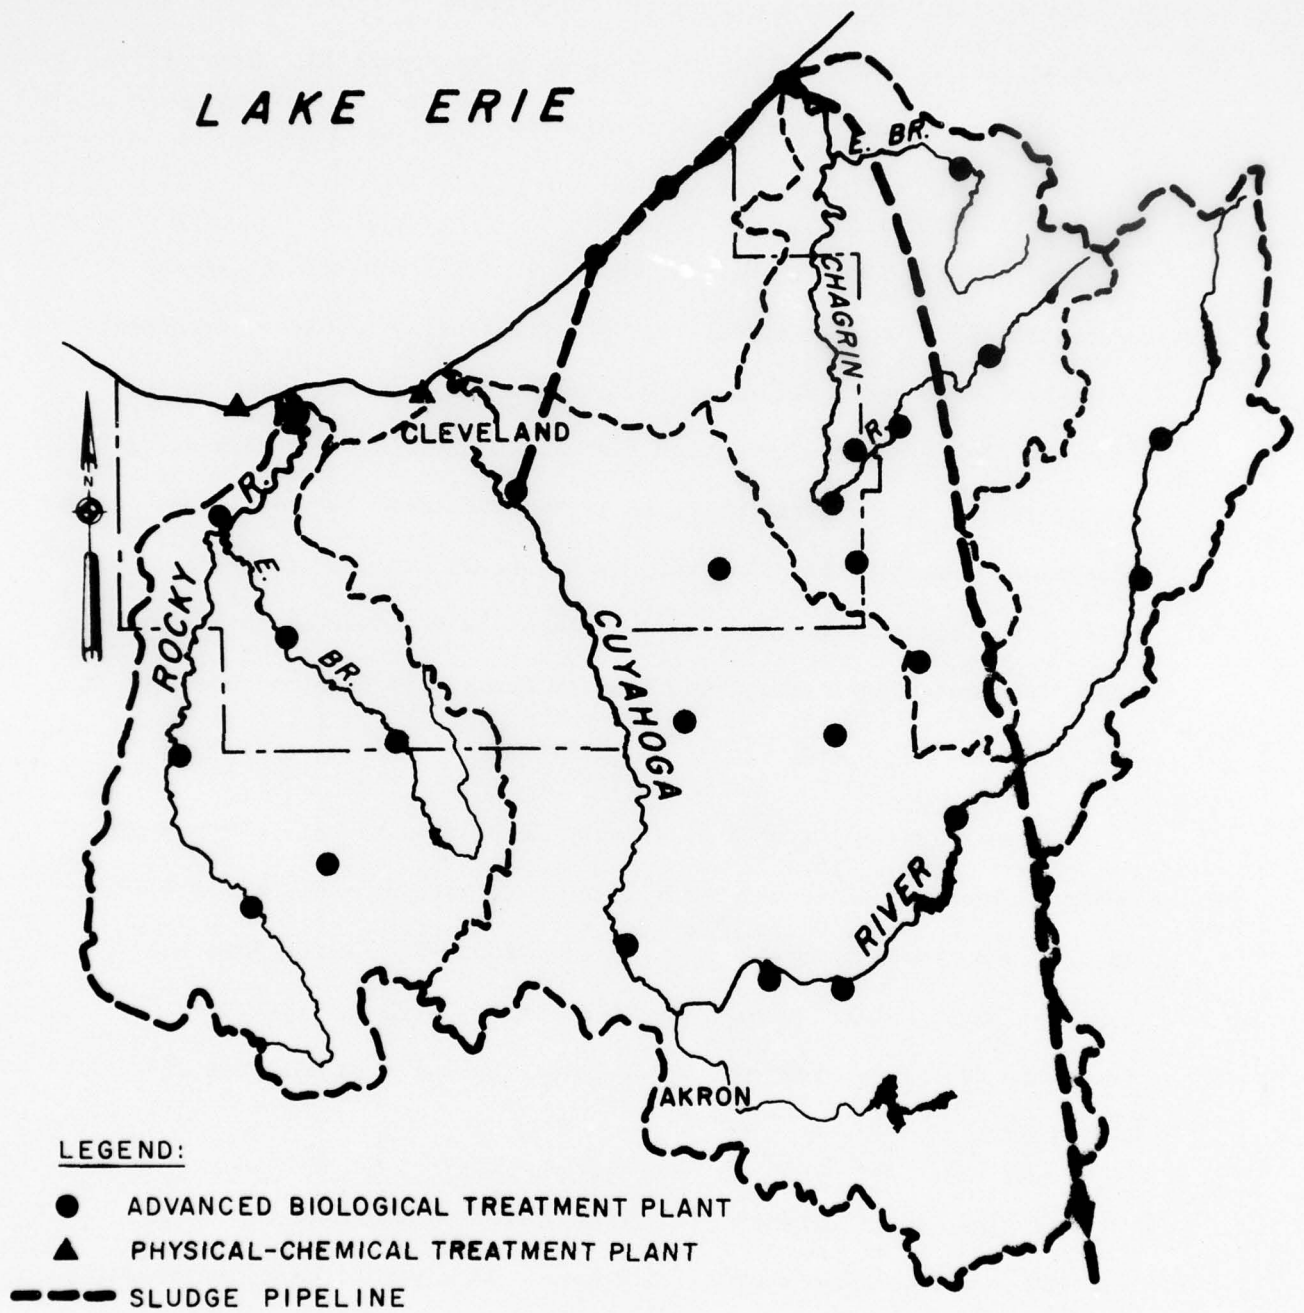 LAKE ERIE
E. BR.
CHAGRIN
R.
CLEVELAND
N
R.
ROCKY
E.
BR.
CUYAHOGA
RIVER
AKRON
LEGEND:
ADVANCED BIOLOGICAL TREATMENT PLANT
PHYSICAL-CHEMICAL TREATMENT PLANT
SLUDGE PIPELINE